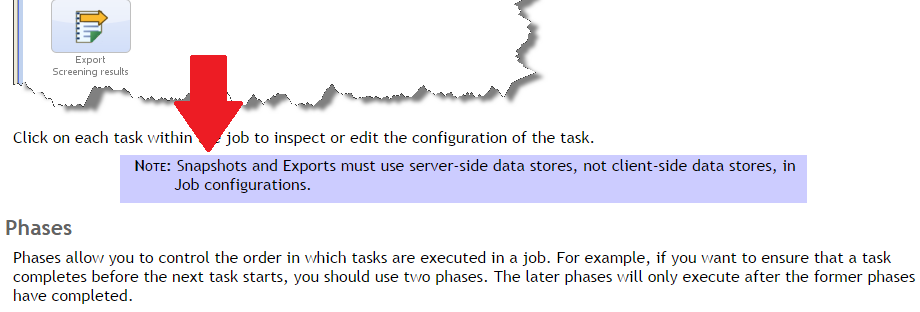 Export
Screening results
Click on each task within the job to inspect or edit the configuration of the task.
NOTE: Snapshots and Exports must use server-side data stores, not client-side data stores, in
Job configurations.
Phases
Phases allow you to control the order in which tasks are executed in a job. For example, if you want to ensure that a task
completes before the next task starts, you should use two phases. The later phases will only execute after the former phases
have completed.